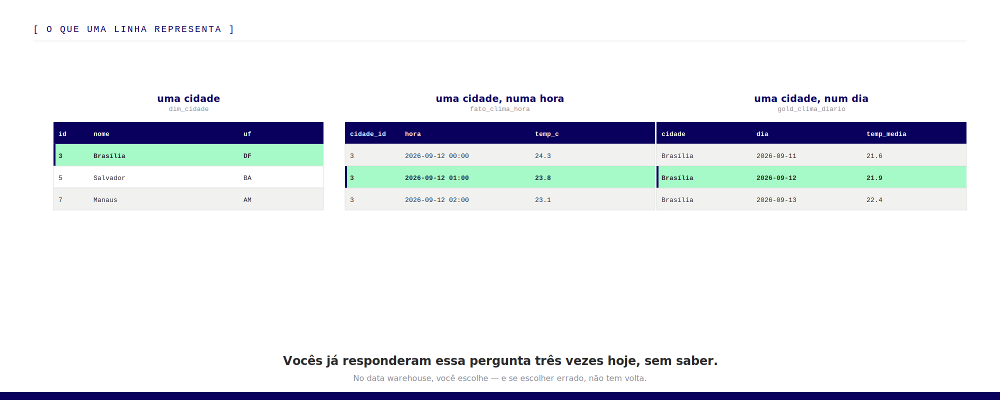 [ O QUE UMA LINHA REPRESENTA ]
uma cidade
dim_cidade
id nome uf
3 Brasília DF
5 Salvador BA
7 Manaus AM
uma cidade, numa hora
fato_clima_hora
cidade_id hora temp_c
3 2026-09-12 00:00 24.3
3 2026-09-12 01:00 23.8
3 2026-09-12 02:00 23.1
uma cidade, num dia
gold_clima_diario
cidade dia temp_media
Brasília 2026-09-11 21.6
Brasília 2026-09-12 21.9
Brasília 2026-09-13 22.4
Vocês já responderam essa pergunta três vezes hoje, sem saber.
No data warehouse, você escolhe — e se escolher errado, não tem volta.